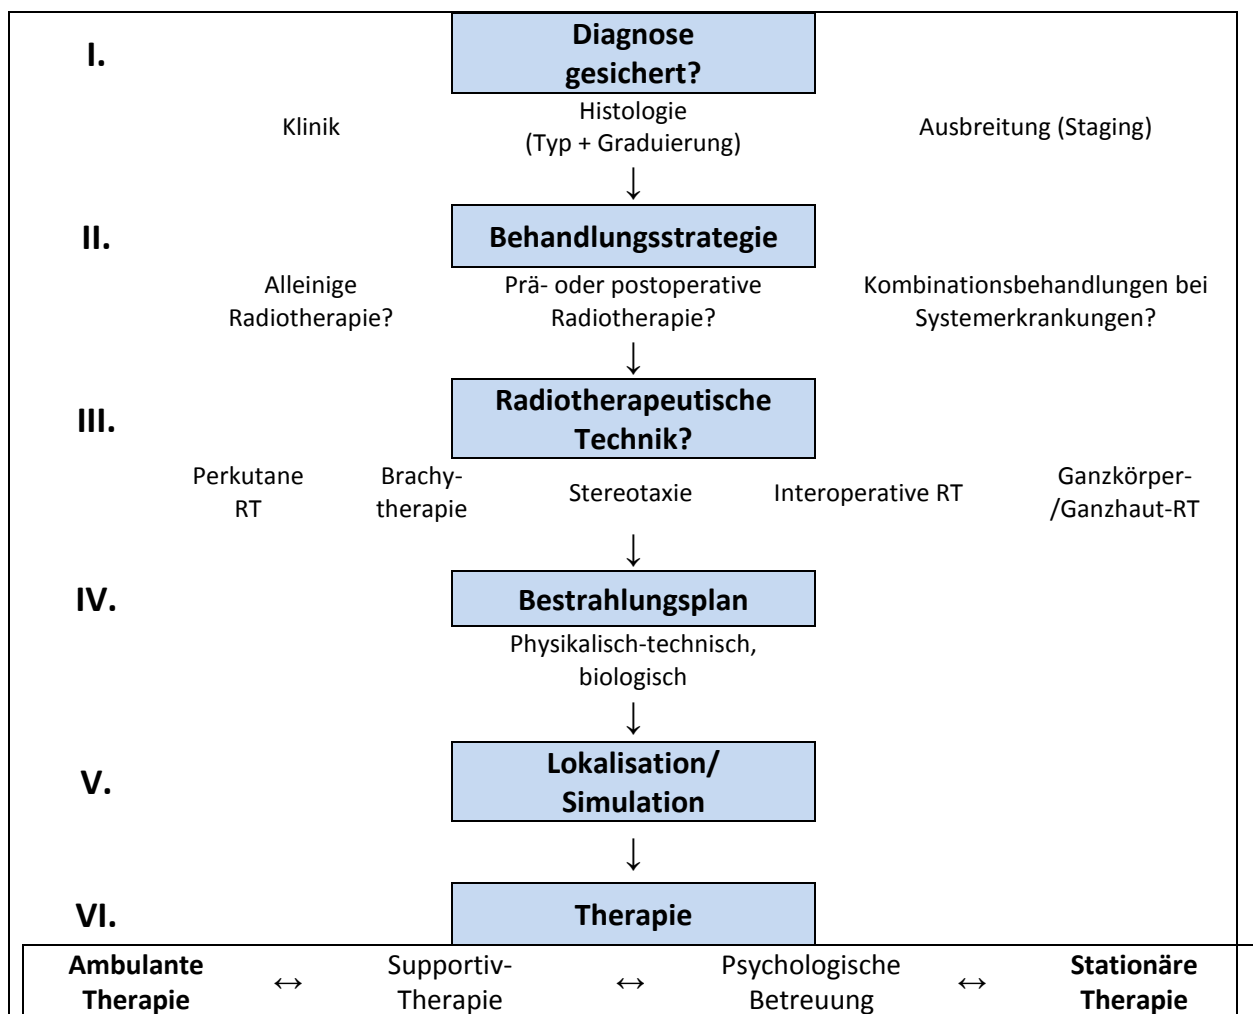 I.
Diagnose
gesichert?
Klinik
Histologie
(Typ + Graduierung)
Ausbreitung (Staging)
↓
II.
Behandlungsstrategie
Alleinige
Radiotherapie?
Prä- oder postoperative
Radiotherapie?
Kombinationsbehandlungen bei
Systemerkrankungen?
↓
III.
Radiotherapeutische
Technik?
Perkutane
RT
Brachy-
therapie
Stereotaxie
Interoperative RT
Ganzkörper-
/Ganzhaut-RT
↓
IV.
Bestrahlungsplan
Physikalisch-technisch,
biologisch
↓
V.
Lokalisation/
Simulation
↓
VI.
Therapie
Ambulante
Therapie
↔
Supportiv-
Therapie
↔
Psychologische
Betreuung
↔
Stationäre
Therapie